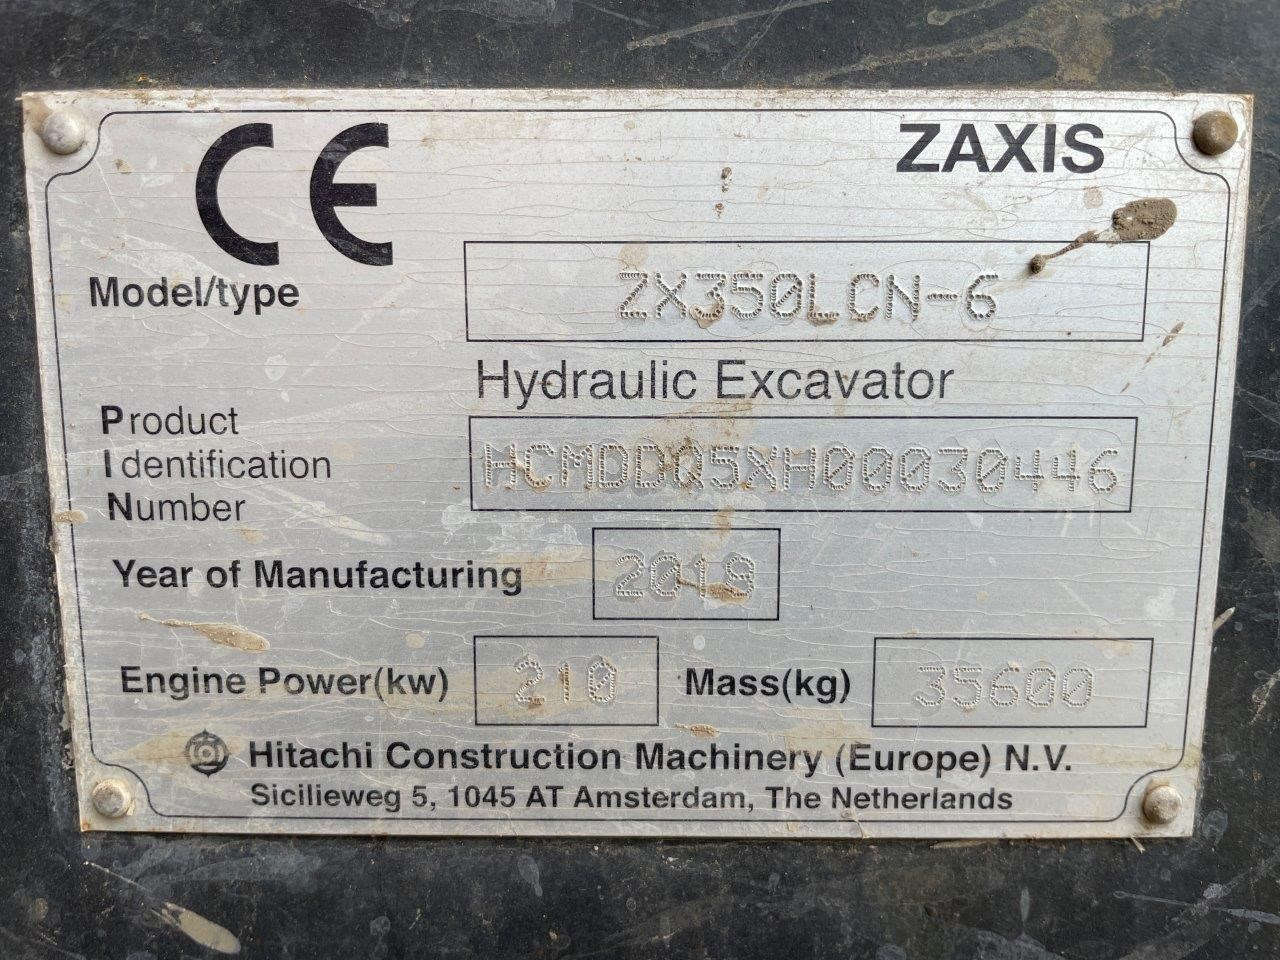 CE
ZAXIS
Model/type ZX350LCN-6
Hydraulic Excavator
Product
Identification
Number
HCMDDQ5XH00030446
Year of Manufacturing 2018
Engine Power(kw) 210 Mass(kg) 35600
Hitachi Construction Machinery (Europe) N.V.
Sicilieweg 5, 1045 AT Amsterdam, The Netherlands